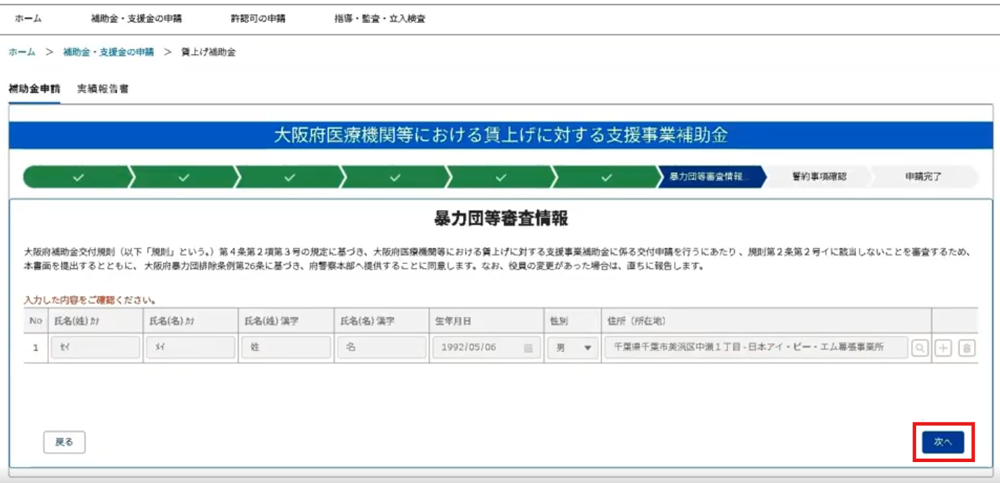 ホーム 補助金・支援金の申請 許認可の申請 指導・監査・立入検査
ホーム > 補助金・支援金の申請 > 賃上げ補助金
補助金申請 実績報告書
大阪府医療機関等における賃上げに対する支援事業補助金
暴力団等審査情報... 誓約事項確認 申請完了
暴力団等審査情報
大阪府補助金交付規則（以下「規則」という。）第４条第２項第３号の規定に基づき、大阪府医療機関等における賃上げに対する支援事業補助金に係る交付申請を行うにあたり、規則第２条第２号イに該当しないことを審査するため、
本書面を提出するとともに、 大阪府暴力団排除条例第26条に基づき、府警察本部へ提供することに同意します。なお、役員の変更があった場合は、直ちに報告します。
入力した内容をご確認ください。
No 氏名(姓) ｶﾅ 氏名(名) ｶﾅ 氏名(姓) 漢字 氏名(名) 漢字 生年月日 性別 住所（所在地）
1 ｾｲ ﾒｲ 姓 名 1992/05/06 男 千葉県千葉市美浜区中瀬１丁目 - 日本アイ・ビー・エム幕張事業所
戻る 次へ